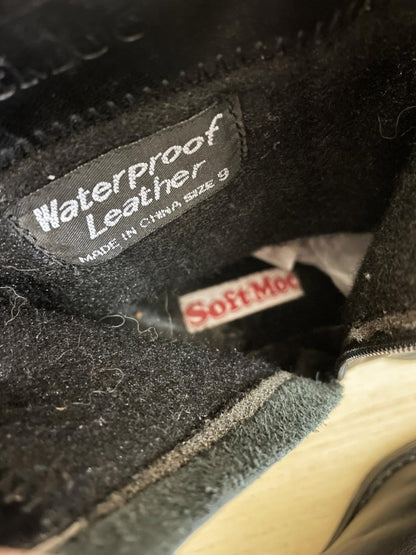 Waterproof
Leather
MADE IN CHINA, SIZE 9
SoftMoc